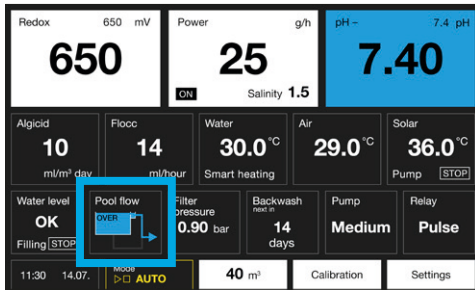 Redox 650 mV
650
Power g/h
25
ON Salinity 1.5
pH – 7.4 pH
7.40
Algicid
10
ml/m³ day
Flocc
14
ml/hour
Water
30.0 °C
Smart heating
Air
29.0 °C
Solar
36.0 °C
Pump STOP
Water level
OK
Filling STOP
Pool flow
OVER
Filter
pressure
0.90 bar
Backwash
next in
14
days
Pump
Medium
Relay
Pulse
11:30 14.07.
Mode
AUTO
40 m³
Calibration
Settings